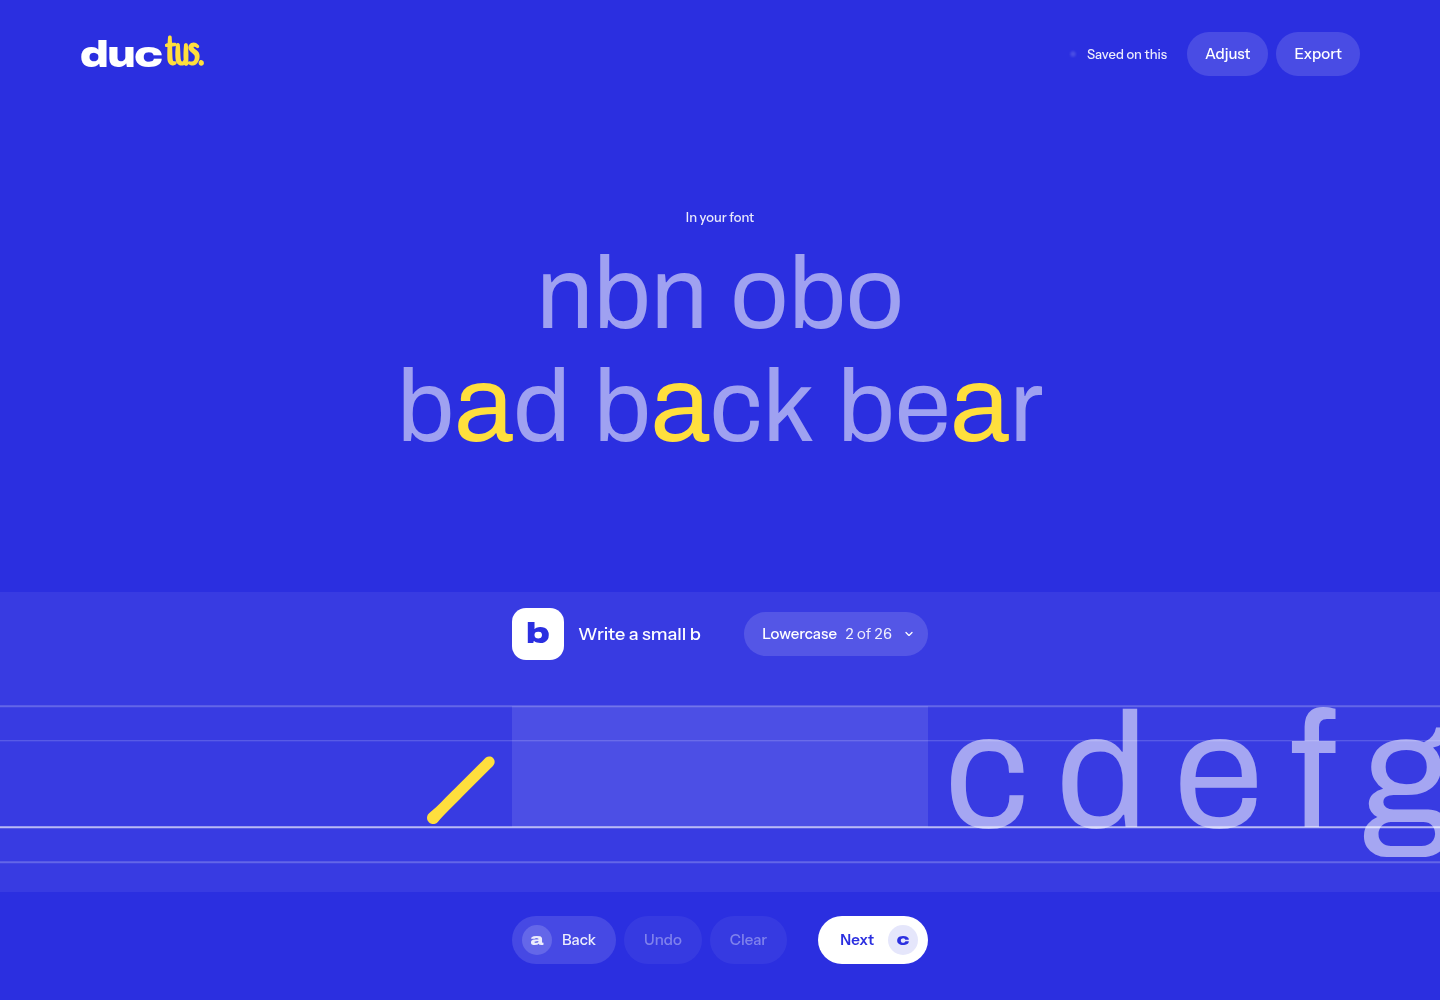 ductus.
Saved on this
Adjust
Export
In your font
nbn obo
bad back bear
b
Write a small b
Lowercase 2 of 26
c d e f g
a Back
Undo
Clear
Next c